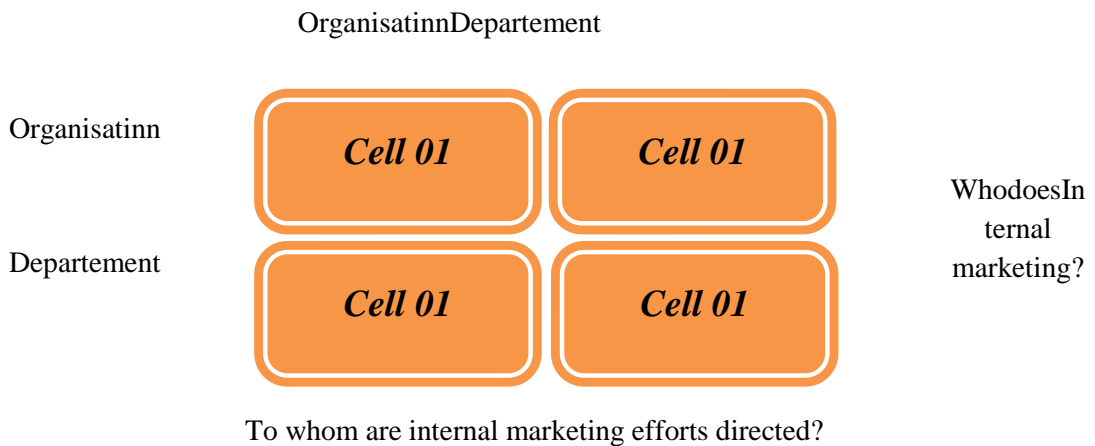 OrganisatinnDepartement
Organisatinn
Cell 01
Cell 01
WhodoesIn
ternal
marketing?
Departement
Cell 01
Cell 01
To whom are internal marketing efforts directed?